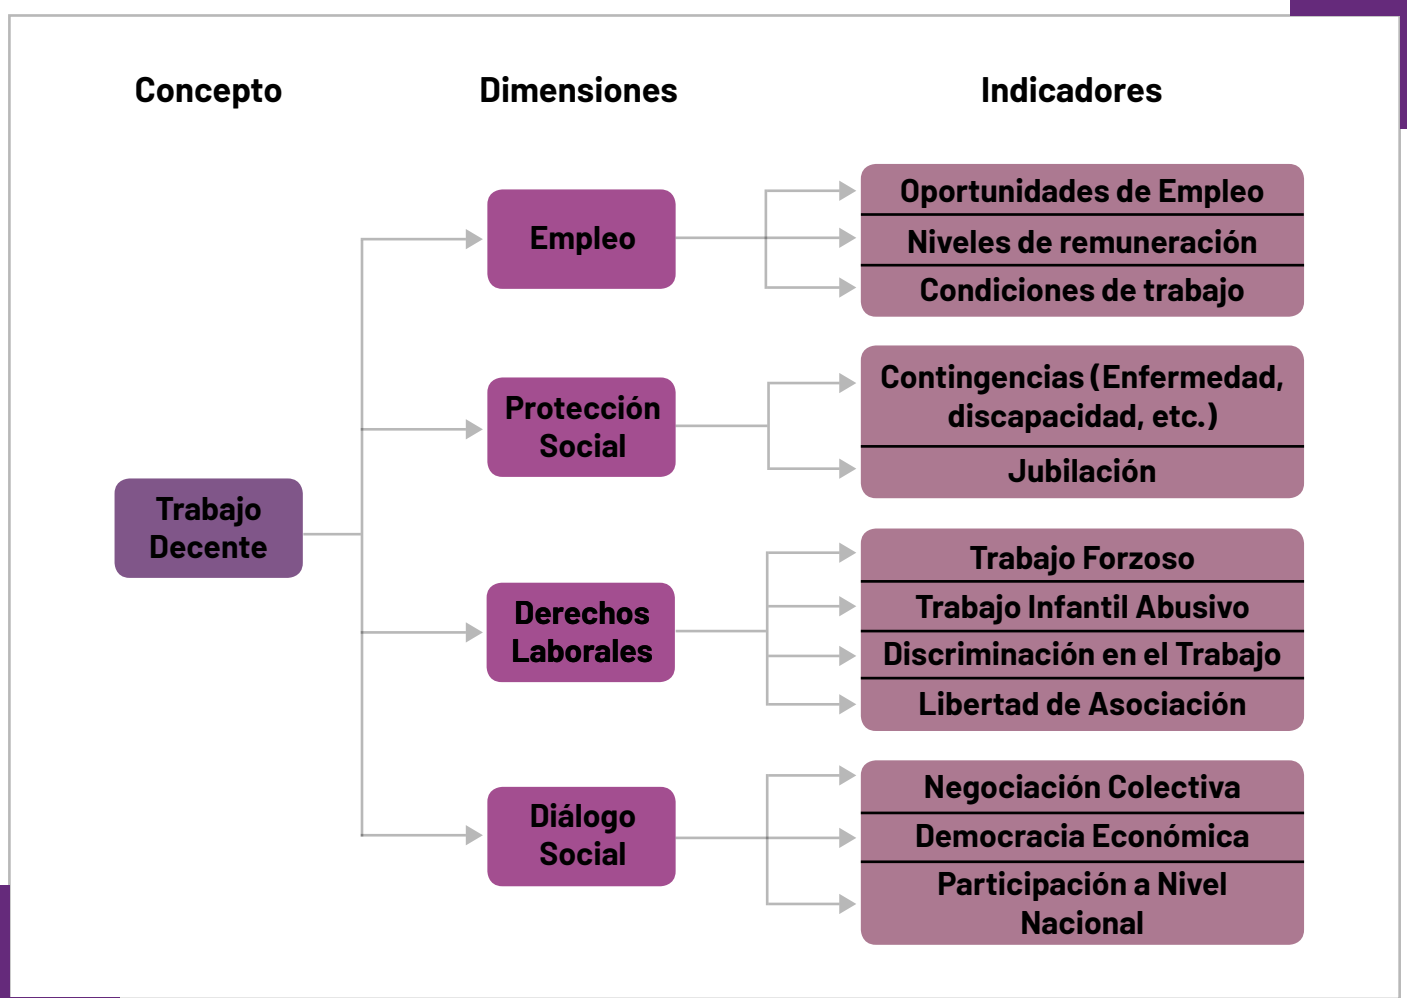 Concepto
Dimensiones
Indicadores
Trabajo
Decente
Empleo
Oportunidades de Empleo
Niveles de remuneración
Condiciones de trabajo
Protección
Social
Contingencias (Enfermedad,
discapacidad, etc.)
Jubilación
Derechos
Laborales
Trabajo Forzoso
Trabajo Infantil Abusivo
Discriminación en el Trabajo
Libertad de Asociación
Diálogo
Social
Negociación Colectiva
Democracia Económica
Participación a Nivel
Nacional